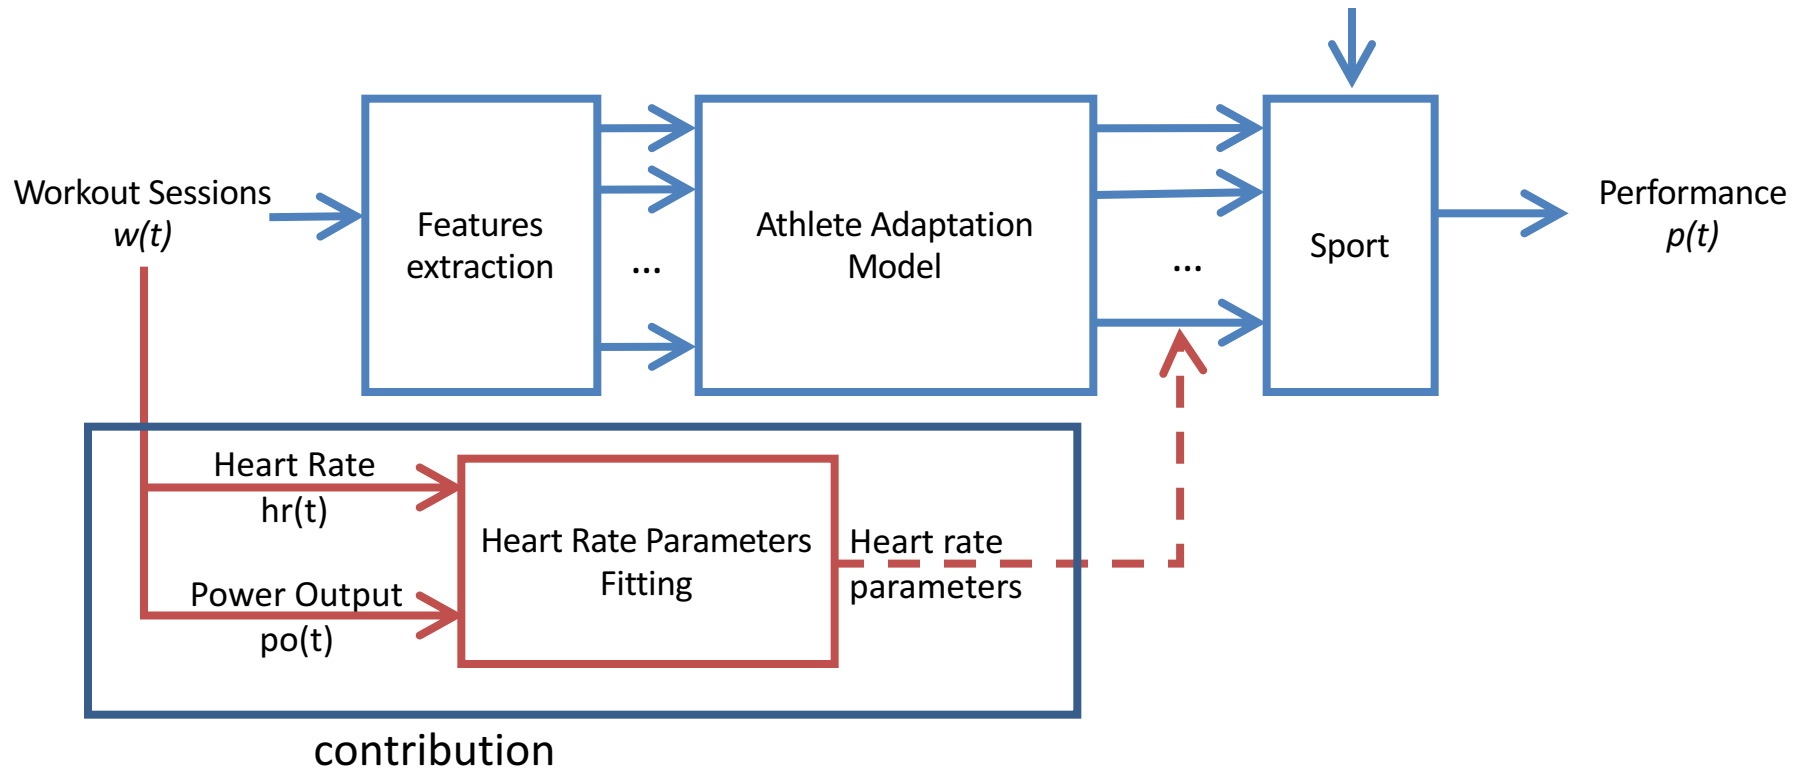 Workout Sessions
w(t)
Features
extraction
...
Athlete Adaptation
Model
...
Sport
Performance
p(t)
Heart Rate
hr(t)
Power Output
po(t)
Heart Rate Parameters
Fitting
Heart rate
parameters
contribution